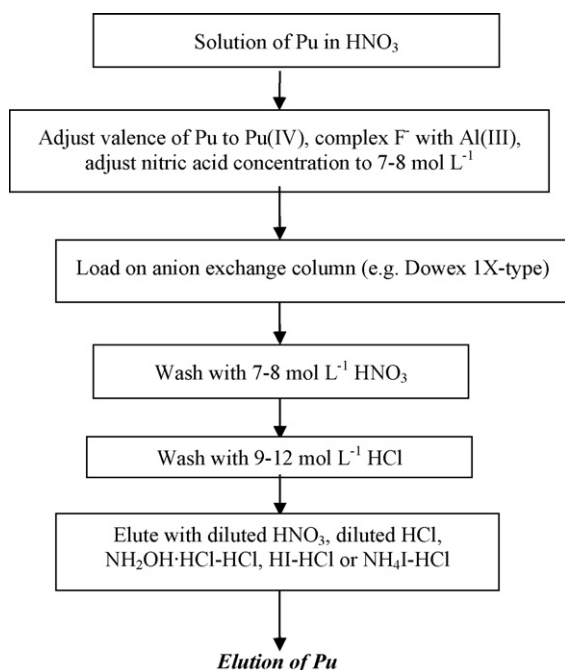 Solution of Pu in HNO₃
Adjust valence of Pu to Pu(IV), complex F⁻ with Al(III),
adjust nitric acid concentration to 7-8 mol L⁻¹
Load on anion exchange column (e.g. Dowex 1X-type)
Wash with 7-8 mol L⁻¹ HNO₃
Wash with 9-12 mol L⁻¹ HCl
Elute with diluted HNO₃, diluted HCl,
NH₂OH·HCl-HCl, HI-HCl or NH₄I-HCl
Elution of Pu